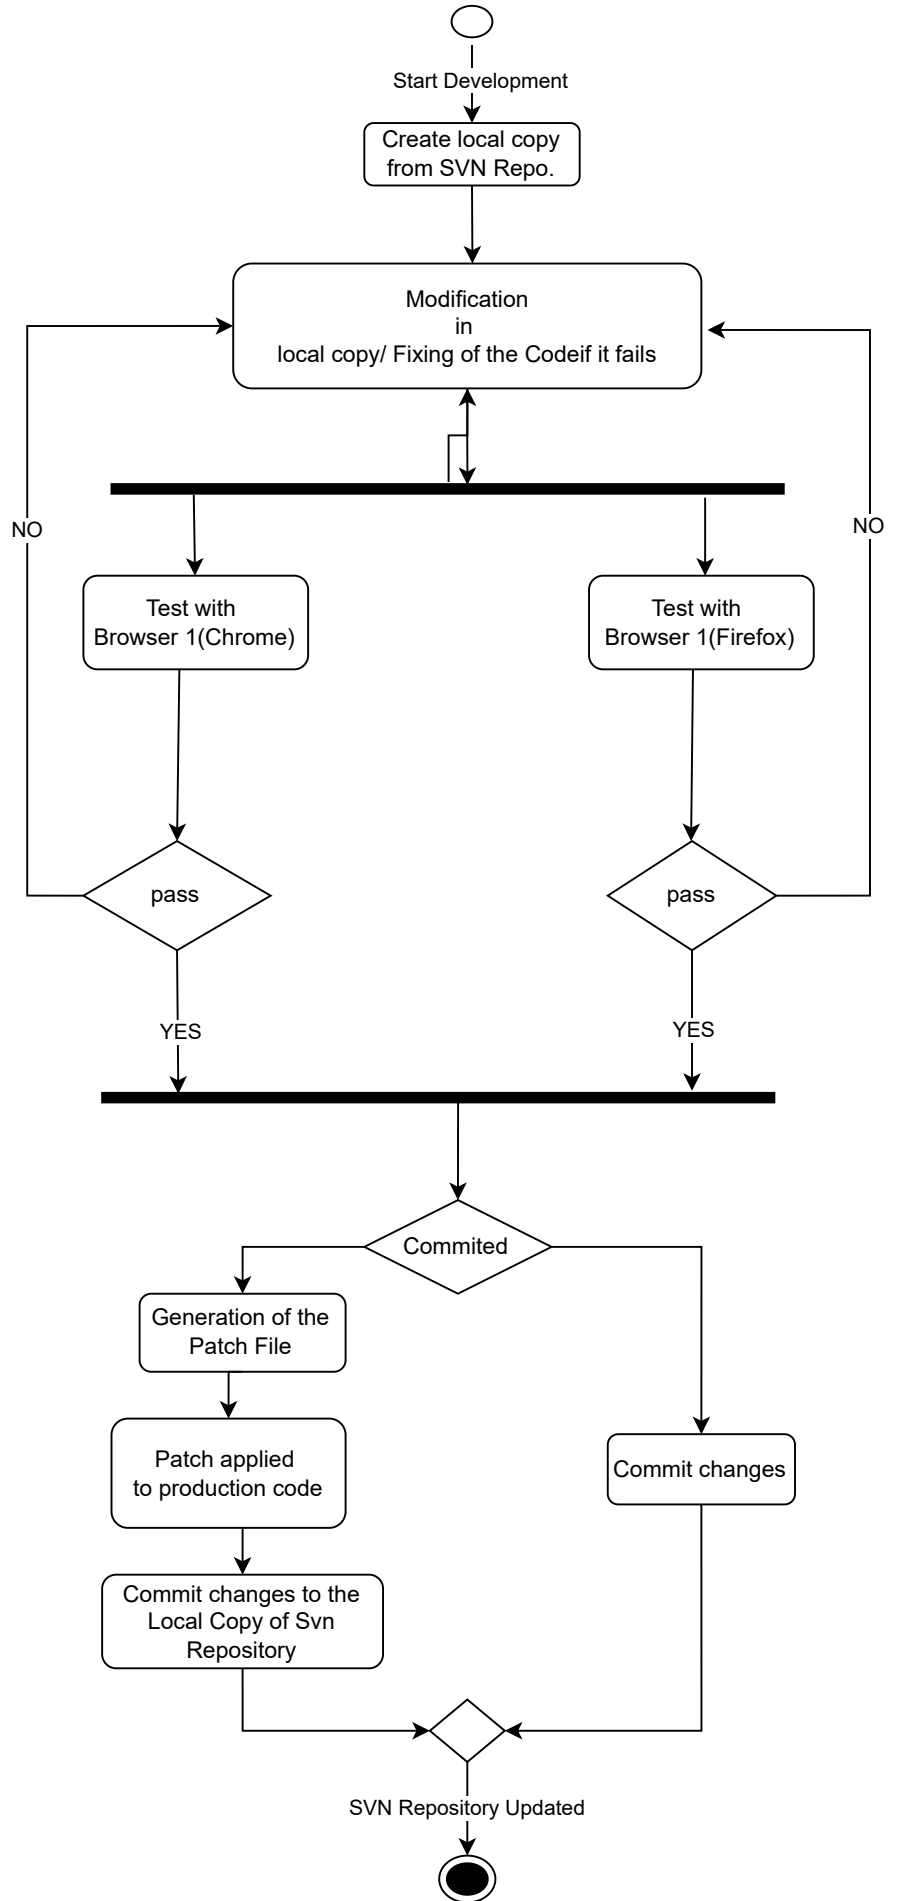 Start Development
Create local copy
from SVN Repo.
Modification
in
local copy/ Fixing of the Codeif it fails
NO
NO
Test with
Browser 1(Chrome)
Test with
Browser 1(Firefox)
pass
pass
YES
YES
Commited
Generation of the
Patch File
Patch applied
to production code
Commit changes
Commit changes to the
Local Copy of Svn
Repository
SVN Repository Updated